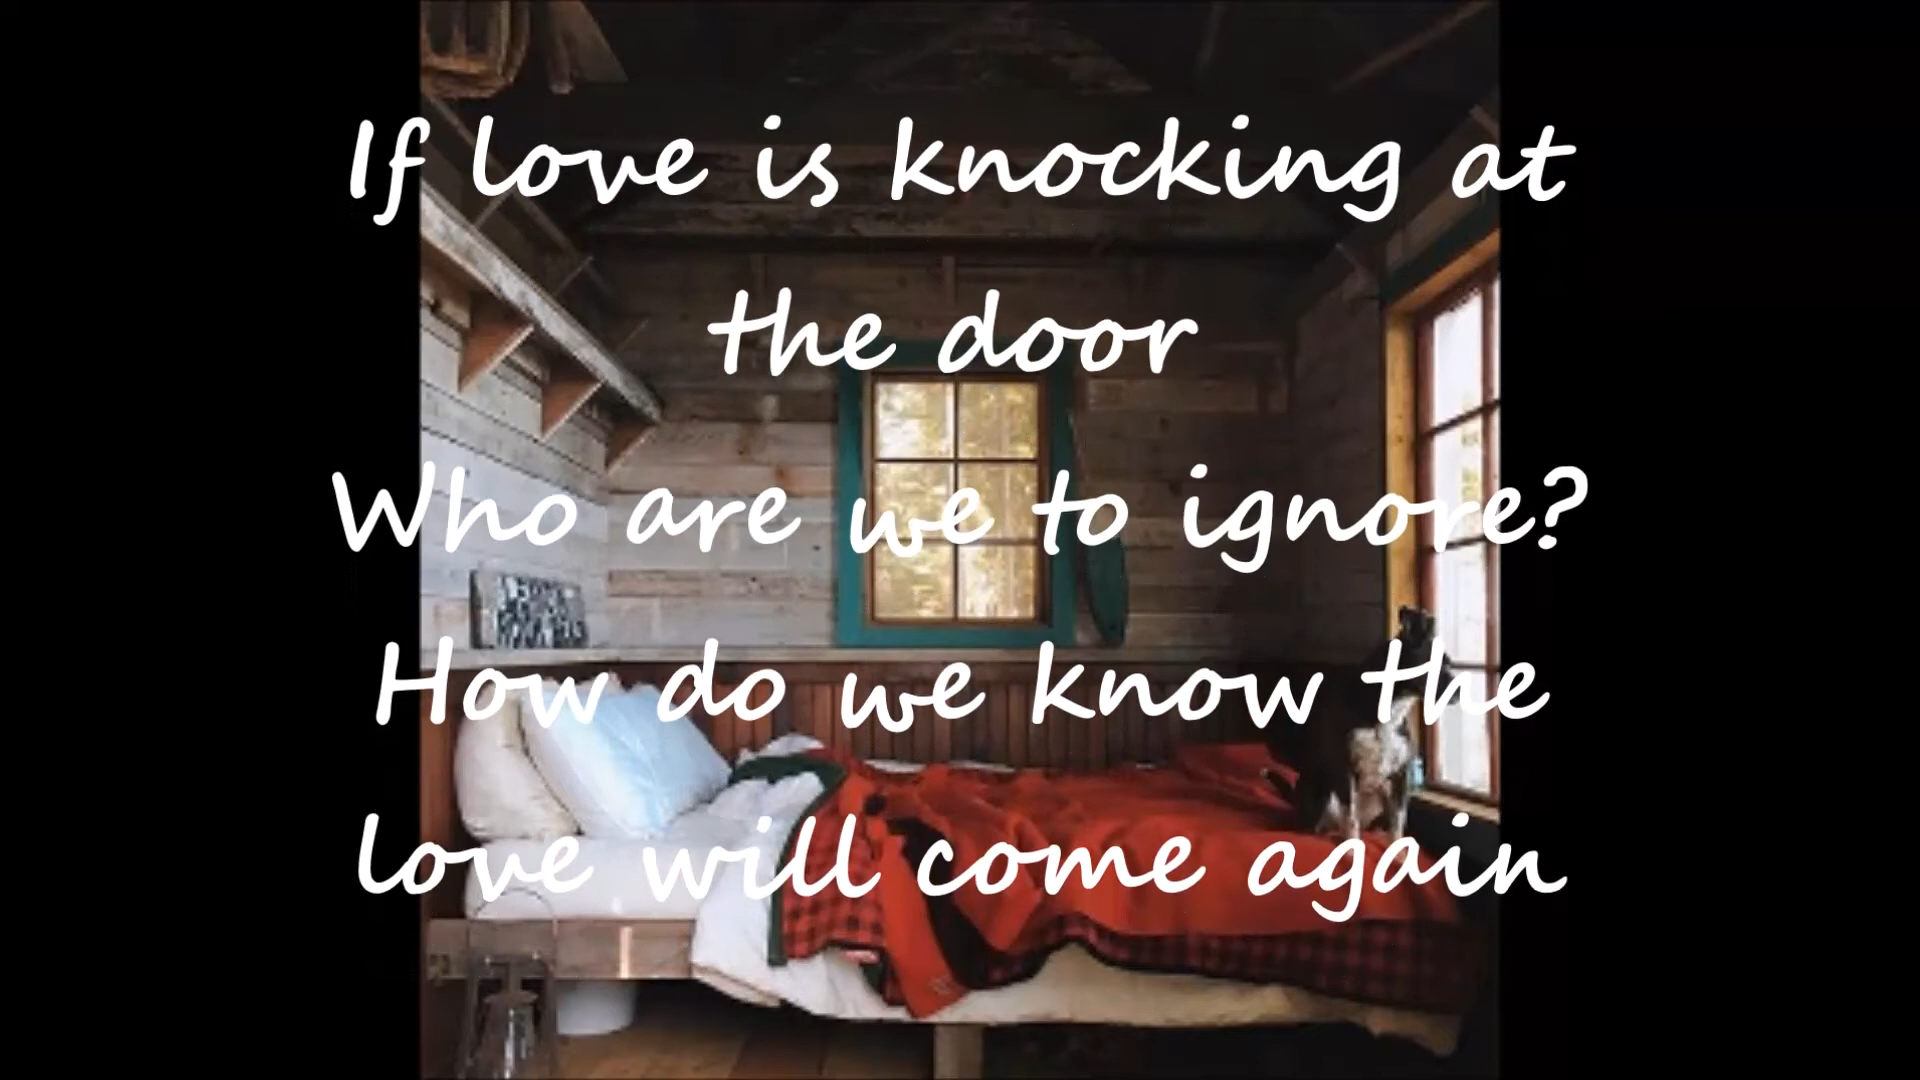 If love is knocking at
the door
Who are we to ignore?
How do we know the
love will come again